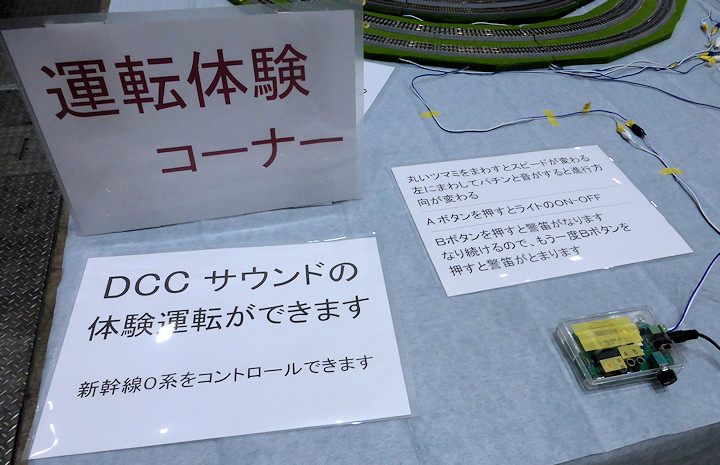 運転体験
コーナー
丸いツマミをまわすとスピードが変わる
左にまわしてパチンと音がすると進行方
向が変わる
Aボタンを押すとライトのON-OFF
Bボタンを押すと警笛がなります
なり続けるので、もう一度Bボタンを
押すと警笛がとまります
DCC サウンドの
体験運転ができます
新幹線0系をコントロールできます